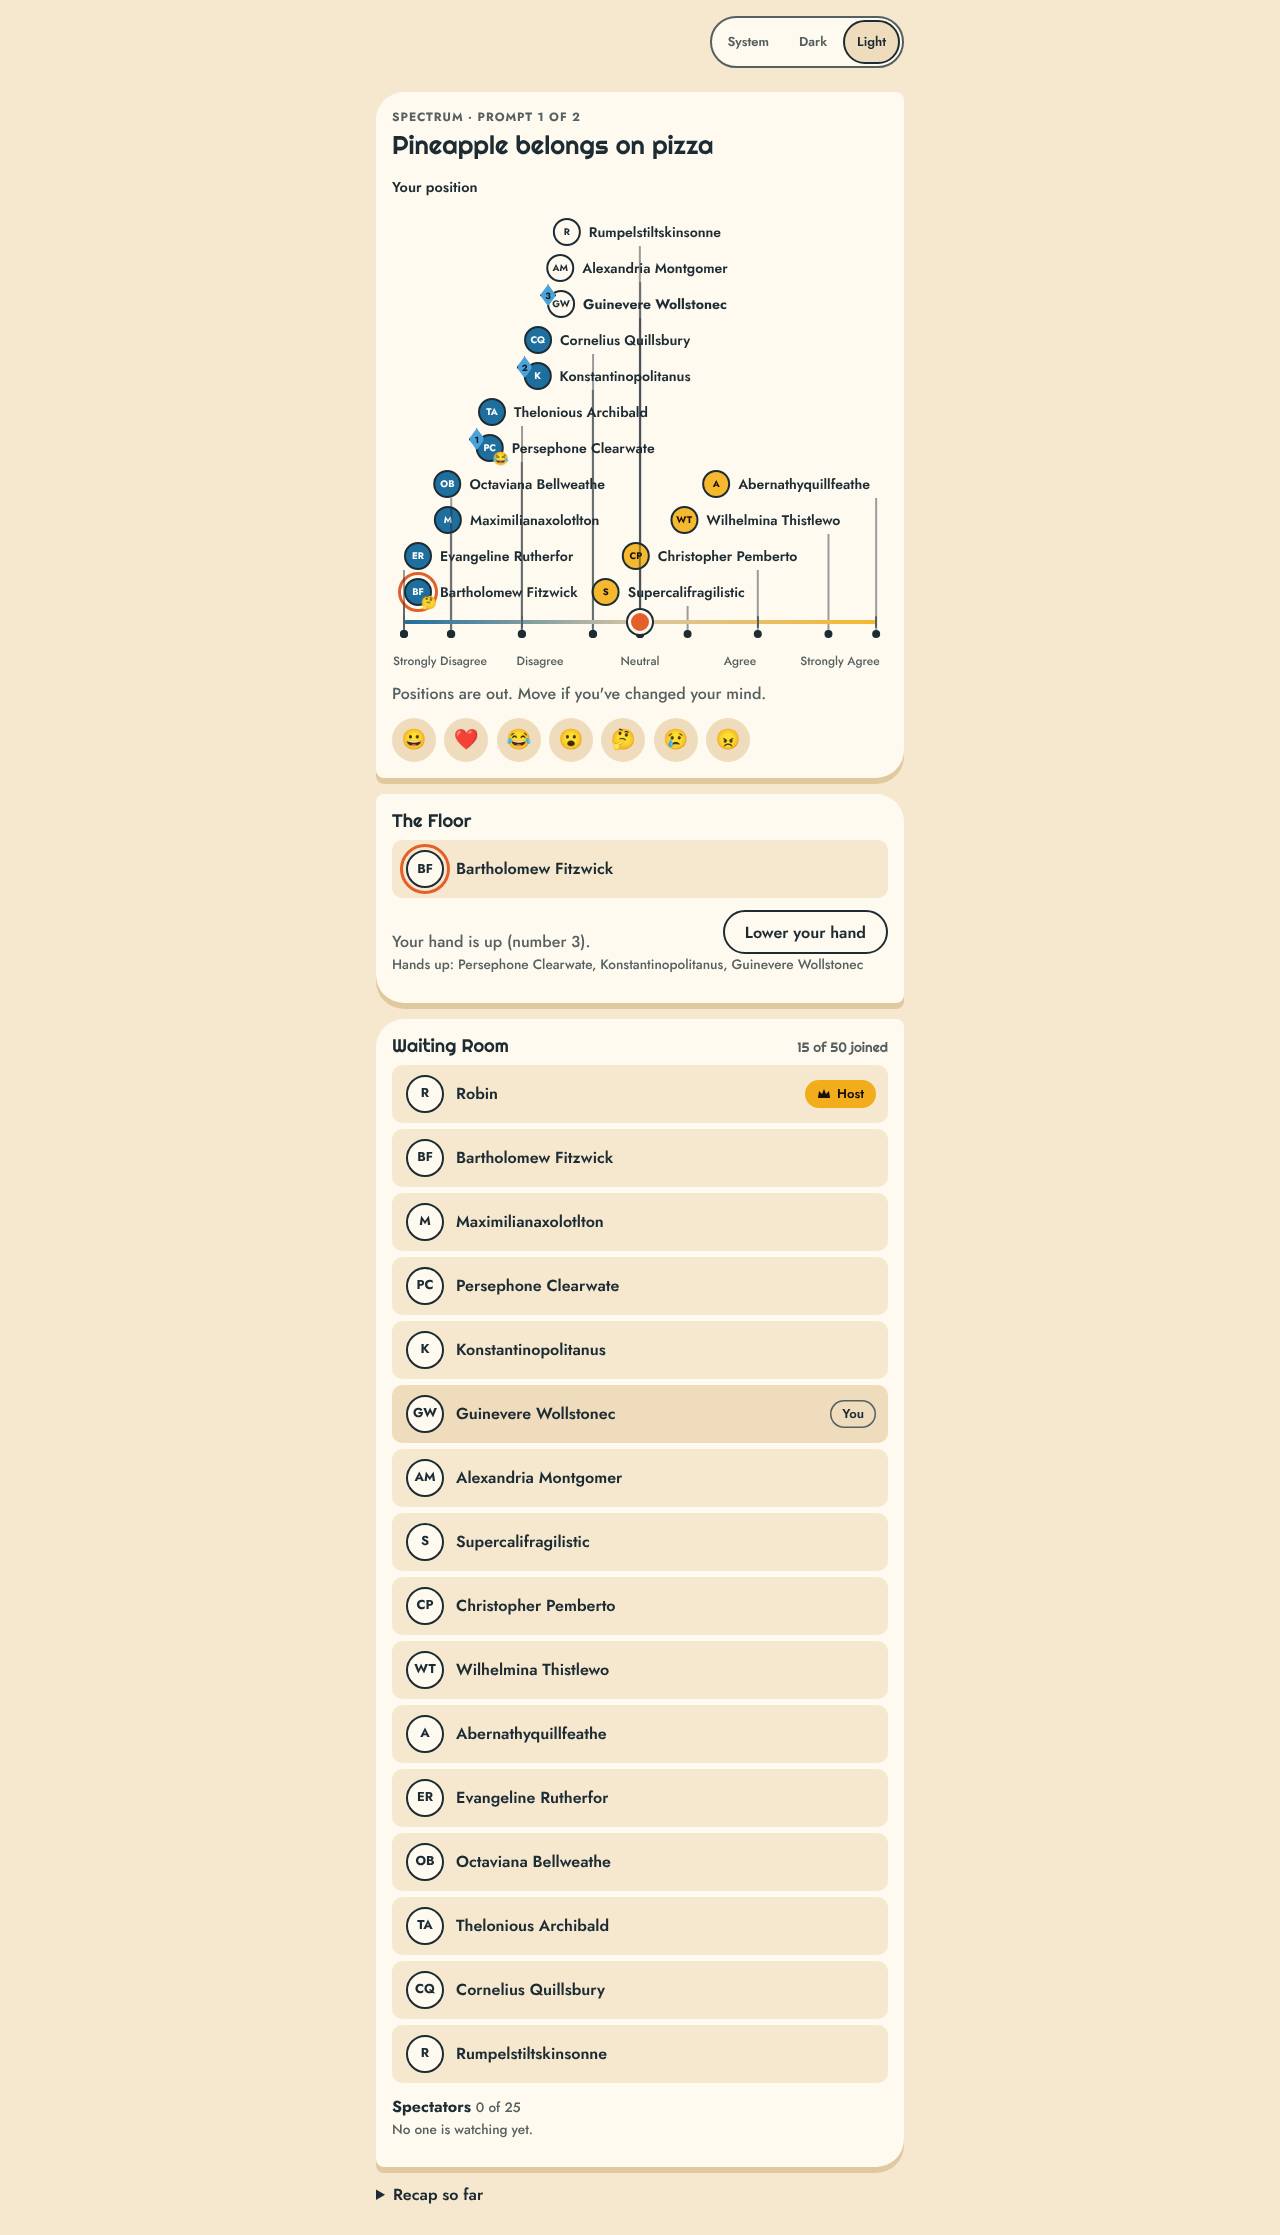 System Dark Light
SPECTRUM · PROMPT 1 OF 2
Pineapple belongs on pizza
Your position
R Rumpelstiltskinsonne
AM Alexandria Montgomer
3 GW Guinevere Wollstonec
CQ Cornelius Quillsbury
2 K Konstantinopolitanus
TA Thelonious Archibald
1 PC Persephone Clearwate
OB Octaviana Bellweathe A Abernathyquillfeathe
M Maximilianaxolotlton WT Wilhelmina Thistlewo
ER Evangeline Rutherfor CP Christopher Pemberto
BF Bartholomew Fitzwick S Supercalifragilistic
Strongly Disagree Disagree Neutral Agree Strongly Agree
Positions are out. Move if you've changed your mind.
The Floor
BF Bartholomew Fitzwick
Your hand is up (number 3). Lower your hand
Hands up: Persephone Clearwate, Konstantinopolitanus, Guinevere Wollstonec
Waiting Room 15 of 50 joined
R Robin Host
BF Bartholomew Fitzwick
M Maximilianaxolotlton
PC Persephone Clearwate
K Konstantinopolitanus
GW Guinevere Wollstonec You
AM Alexandria Montgomer
S Supercalifragilistic
CP Christopher Pemberto
WT Wilhelmina Thistlewo
A Abernathyquillfeathe
ER Evangeline Rutherfor
OB Octaviana Bellweathe
TA Thelonious Archibald
CQ Cornelius Quillsbury
R Rumpelstiltskinsonne
Spectators 0 of 25
No one is watching yet.
Recap so far